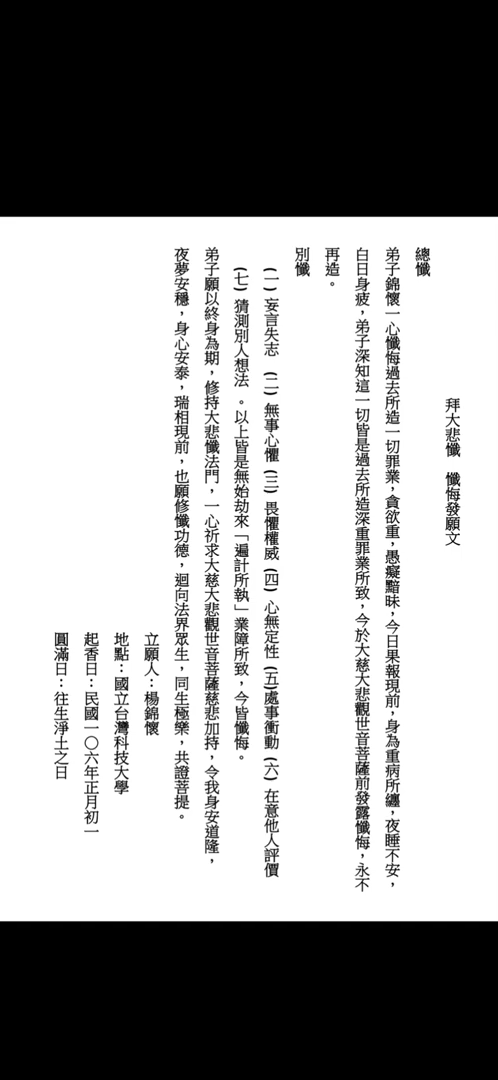 拜大悲懺　懺悔發願文
總懺
弟子錦懷一心懺悔過去所造一切罪業，貪欲重，愚癡黯昧，今日果報現前，身為重病所纏，夜睡不安，
白日身疲，弟子深知這一切皆是過去所造深重罪業所致，今於大慈大悲觀世音菩薩前發露懺悔，永不
再造。
別懺
(一) 妄言失志　(二) 無事心懼 (三) 畏懼權威 (四) 心無定性 (五)處事衝動 (六) 在意他人評價
(七) 猜測別人想法 。以上皆是無始劫來「遍計所執」業障所致，今皆懺悔。
弟子願以終身為期，修持大悲懺法門，一心祈求大慈大悲觀世音菩薩慈悲加持，令我身安道隆，
夜夢安穩，身心安泰，瑞相現前，也願修懺功德，迴向法界眾生，同生極樂，共證菩提。
立願人：楊錦懷
地點：國立台灣科技大學
起香日：民國一○六年正月初一
圓滿日：往生淨土之日